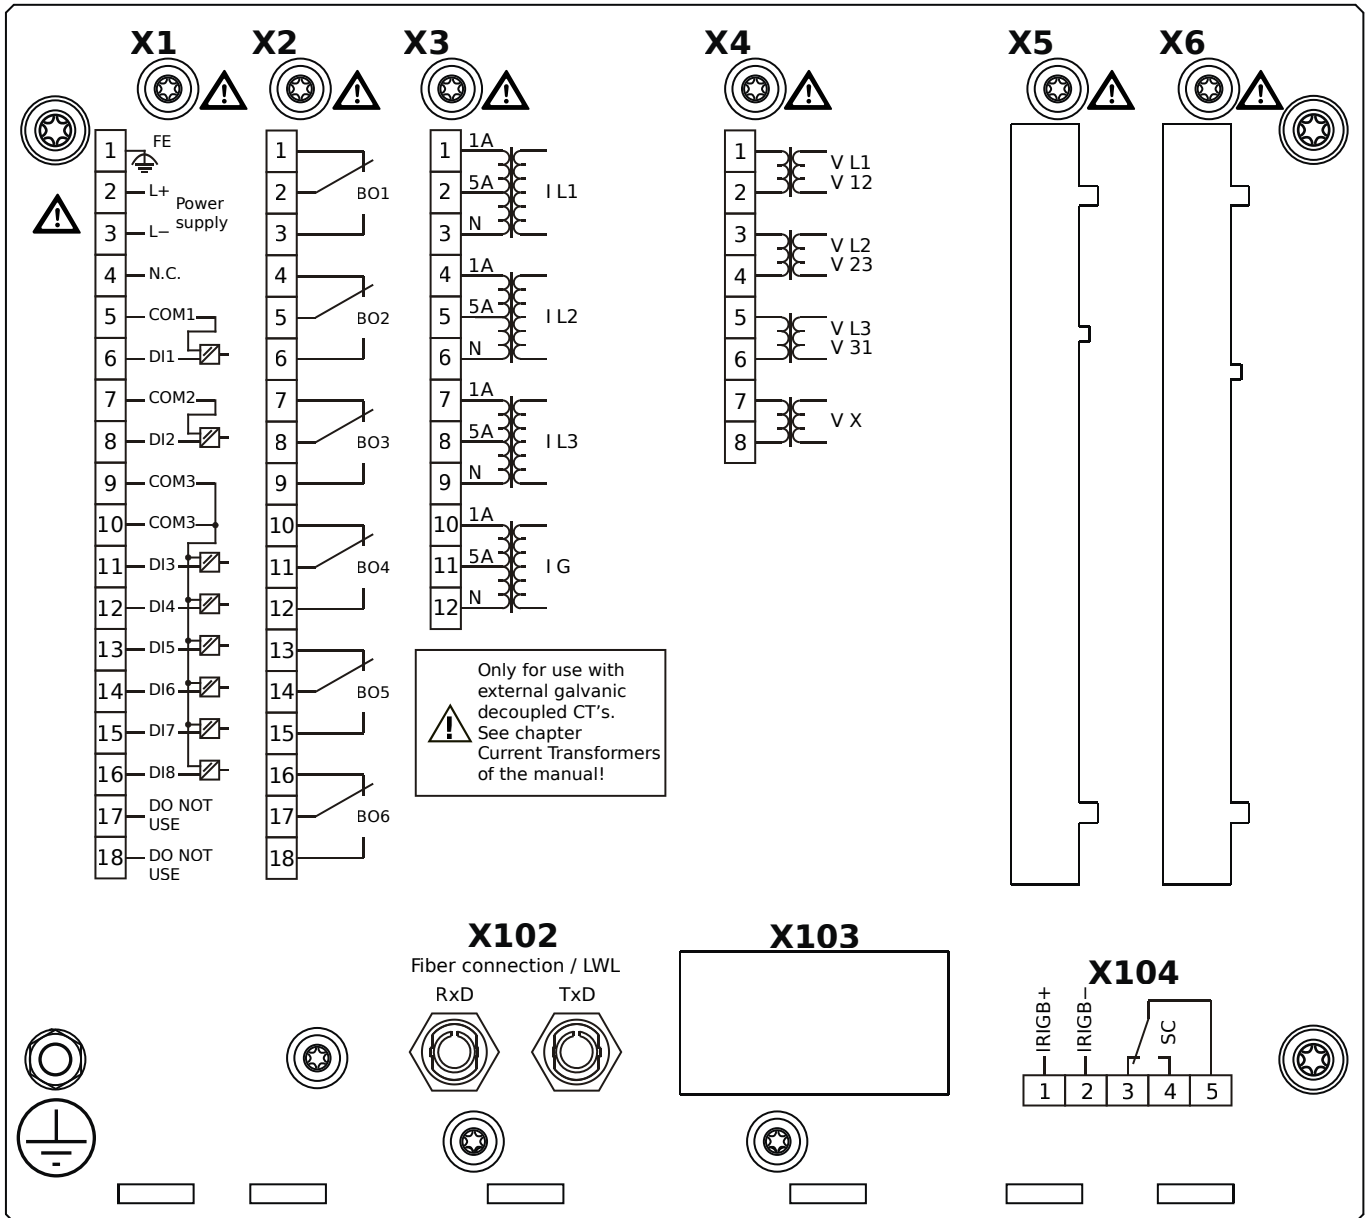 X1 X2 X3 X4 X5 X6
1 FE
2 L+
Power
supply
3 L−
4 N.C.
5 COM1
6 DI1
7 COM2
8 DI2
9 COM3
10 COM3
11 DI3
12 DI4
13 DI5
14 DI6
15 DI7
16 DI8
17 DO NOT
USE
18 DO NOT
USE
1
2 BO1
3
4
5 BO2
6
7
8 BO3
9
10
11 BO4
12
13
14 BO5
15
16
17 BO6
18
1 1A
2 5A I L1
3 N
4 1A
5 5A I L2
6 N
7 1A
8 5A I L3
9 N
10 1A
11 5A I G
12 N
Only for use with
external galvanic
decoupled CT's.
See chapter
Current Transformers
of the manual!
1 V L1
2 V 12
3 V L2
4 V 23
5 V L3
6 V 31
7 V X
8
X102
Fiber connection / LWL
RxD TxD
X103
X104
IRIGB+ IRIGB− SC
1 2 3 4 5